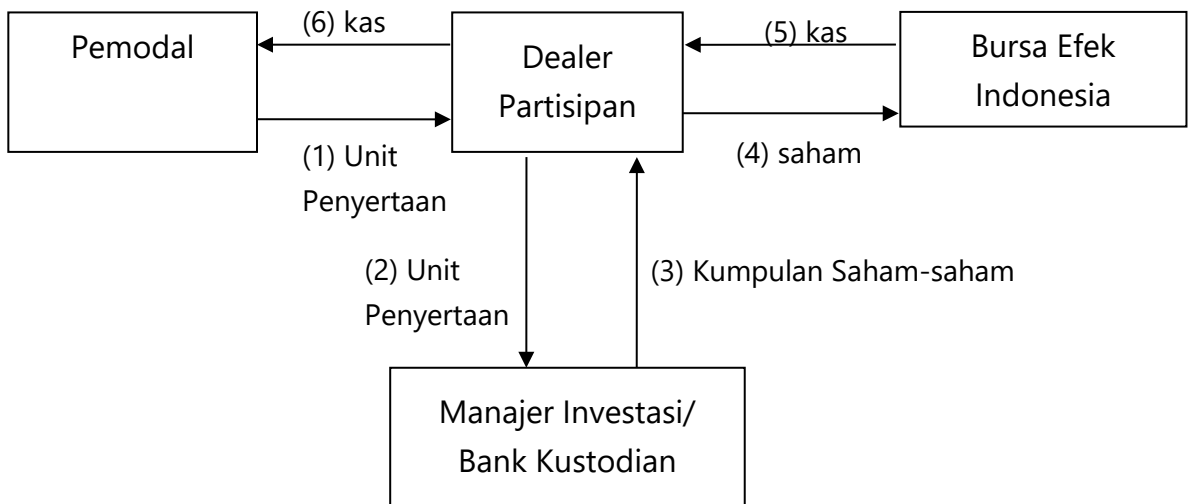 (6) kas
Pemodal
Dealer
Partisipan
(5) kas
Bursa Efek
Indonesia
(1) Unit
Penyertaan
(4) saham
(2) Unit
Penyertaan
(3) Kumpulan Saham-saham
Manajer Investasi/
Bank Kustodian